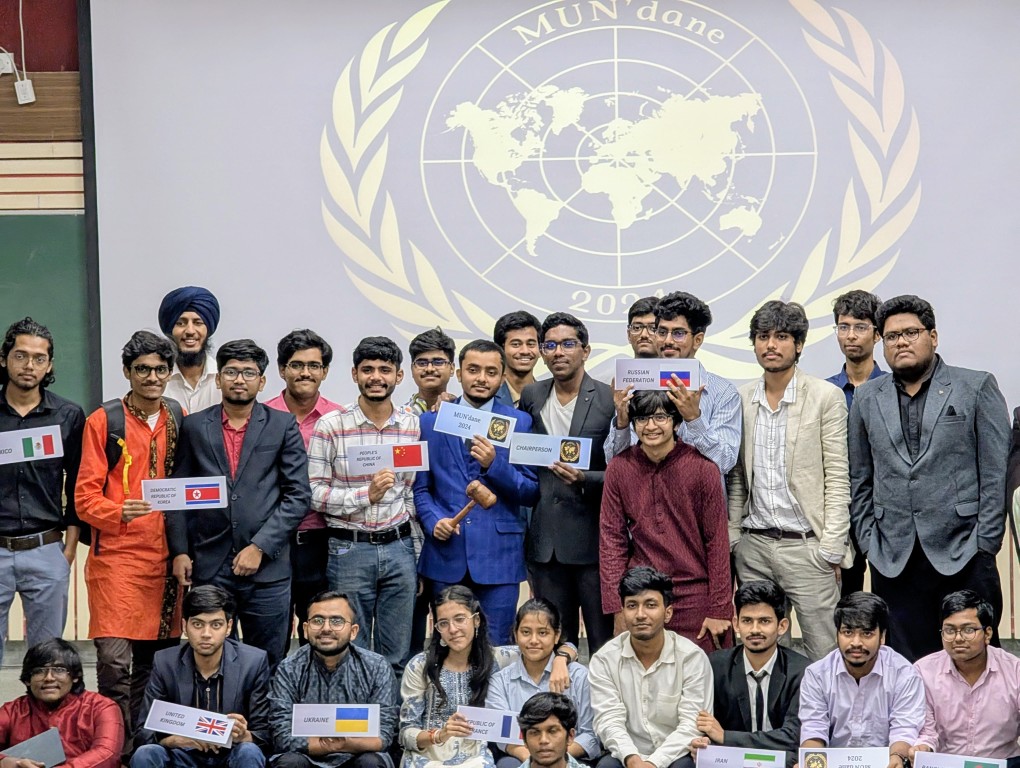 MUN'dane
2024
XICO
RUSSIAN
FEDERATION
MUN'dane
2024
CHAIRPERSON
PEOPLE'S
REPUBLIC OF
CHINA
DEMOCRATIC
REPUBLIC OF
KOREA
UNITED
KINGDOM
UKRAINE
REPUBLIC OF
FRANCE
IRAN
2024